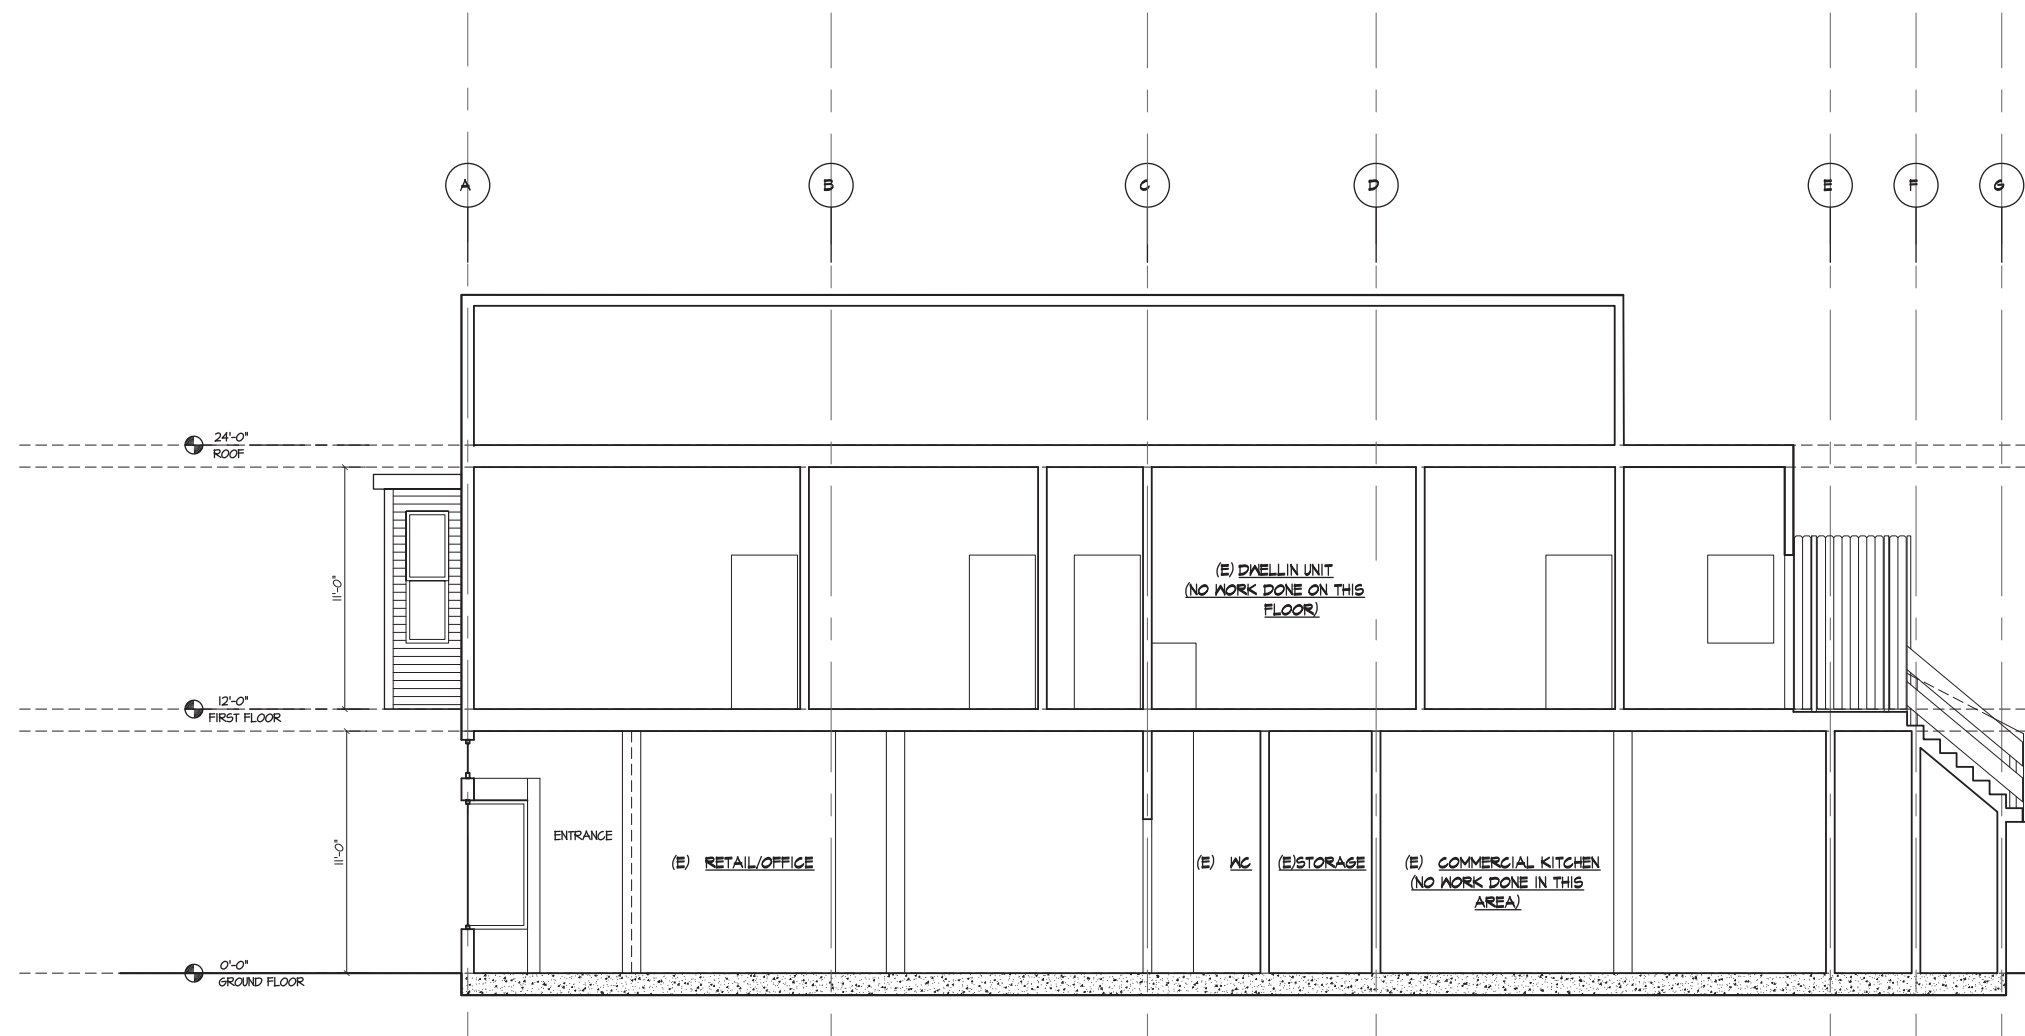 A
B
C
D
E
F
G
24'-0"
ROOF
11'-0"
(E) DWELLIN UNIT
(NO WORK DONE ON THIS
FLOOR)
12'-0"
FIRST FLOOR
11'-0"
ENTRANCE
(E) RETAIL/OFFICE
(E) WC
(E)STORAGE
(E) COMMERCIAL KITCHEN
(NO WORK DONE IN THIS
AREA)
0'-0"
GROUND FLOOR